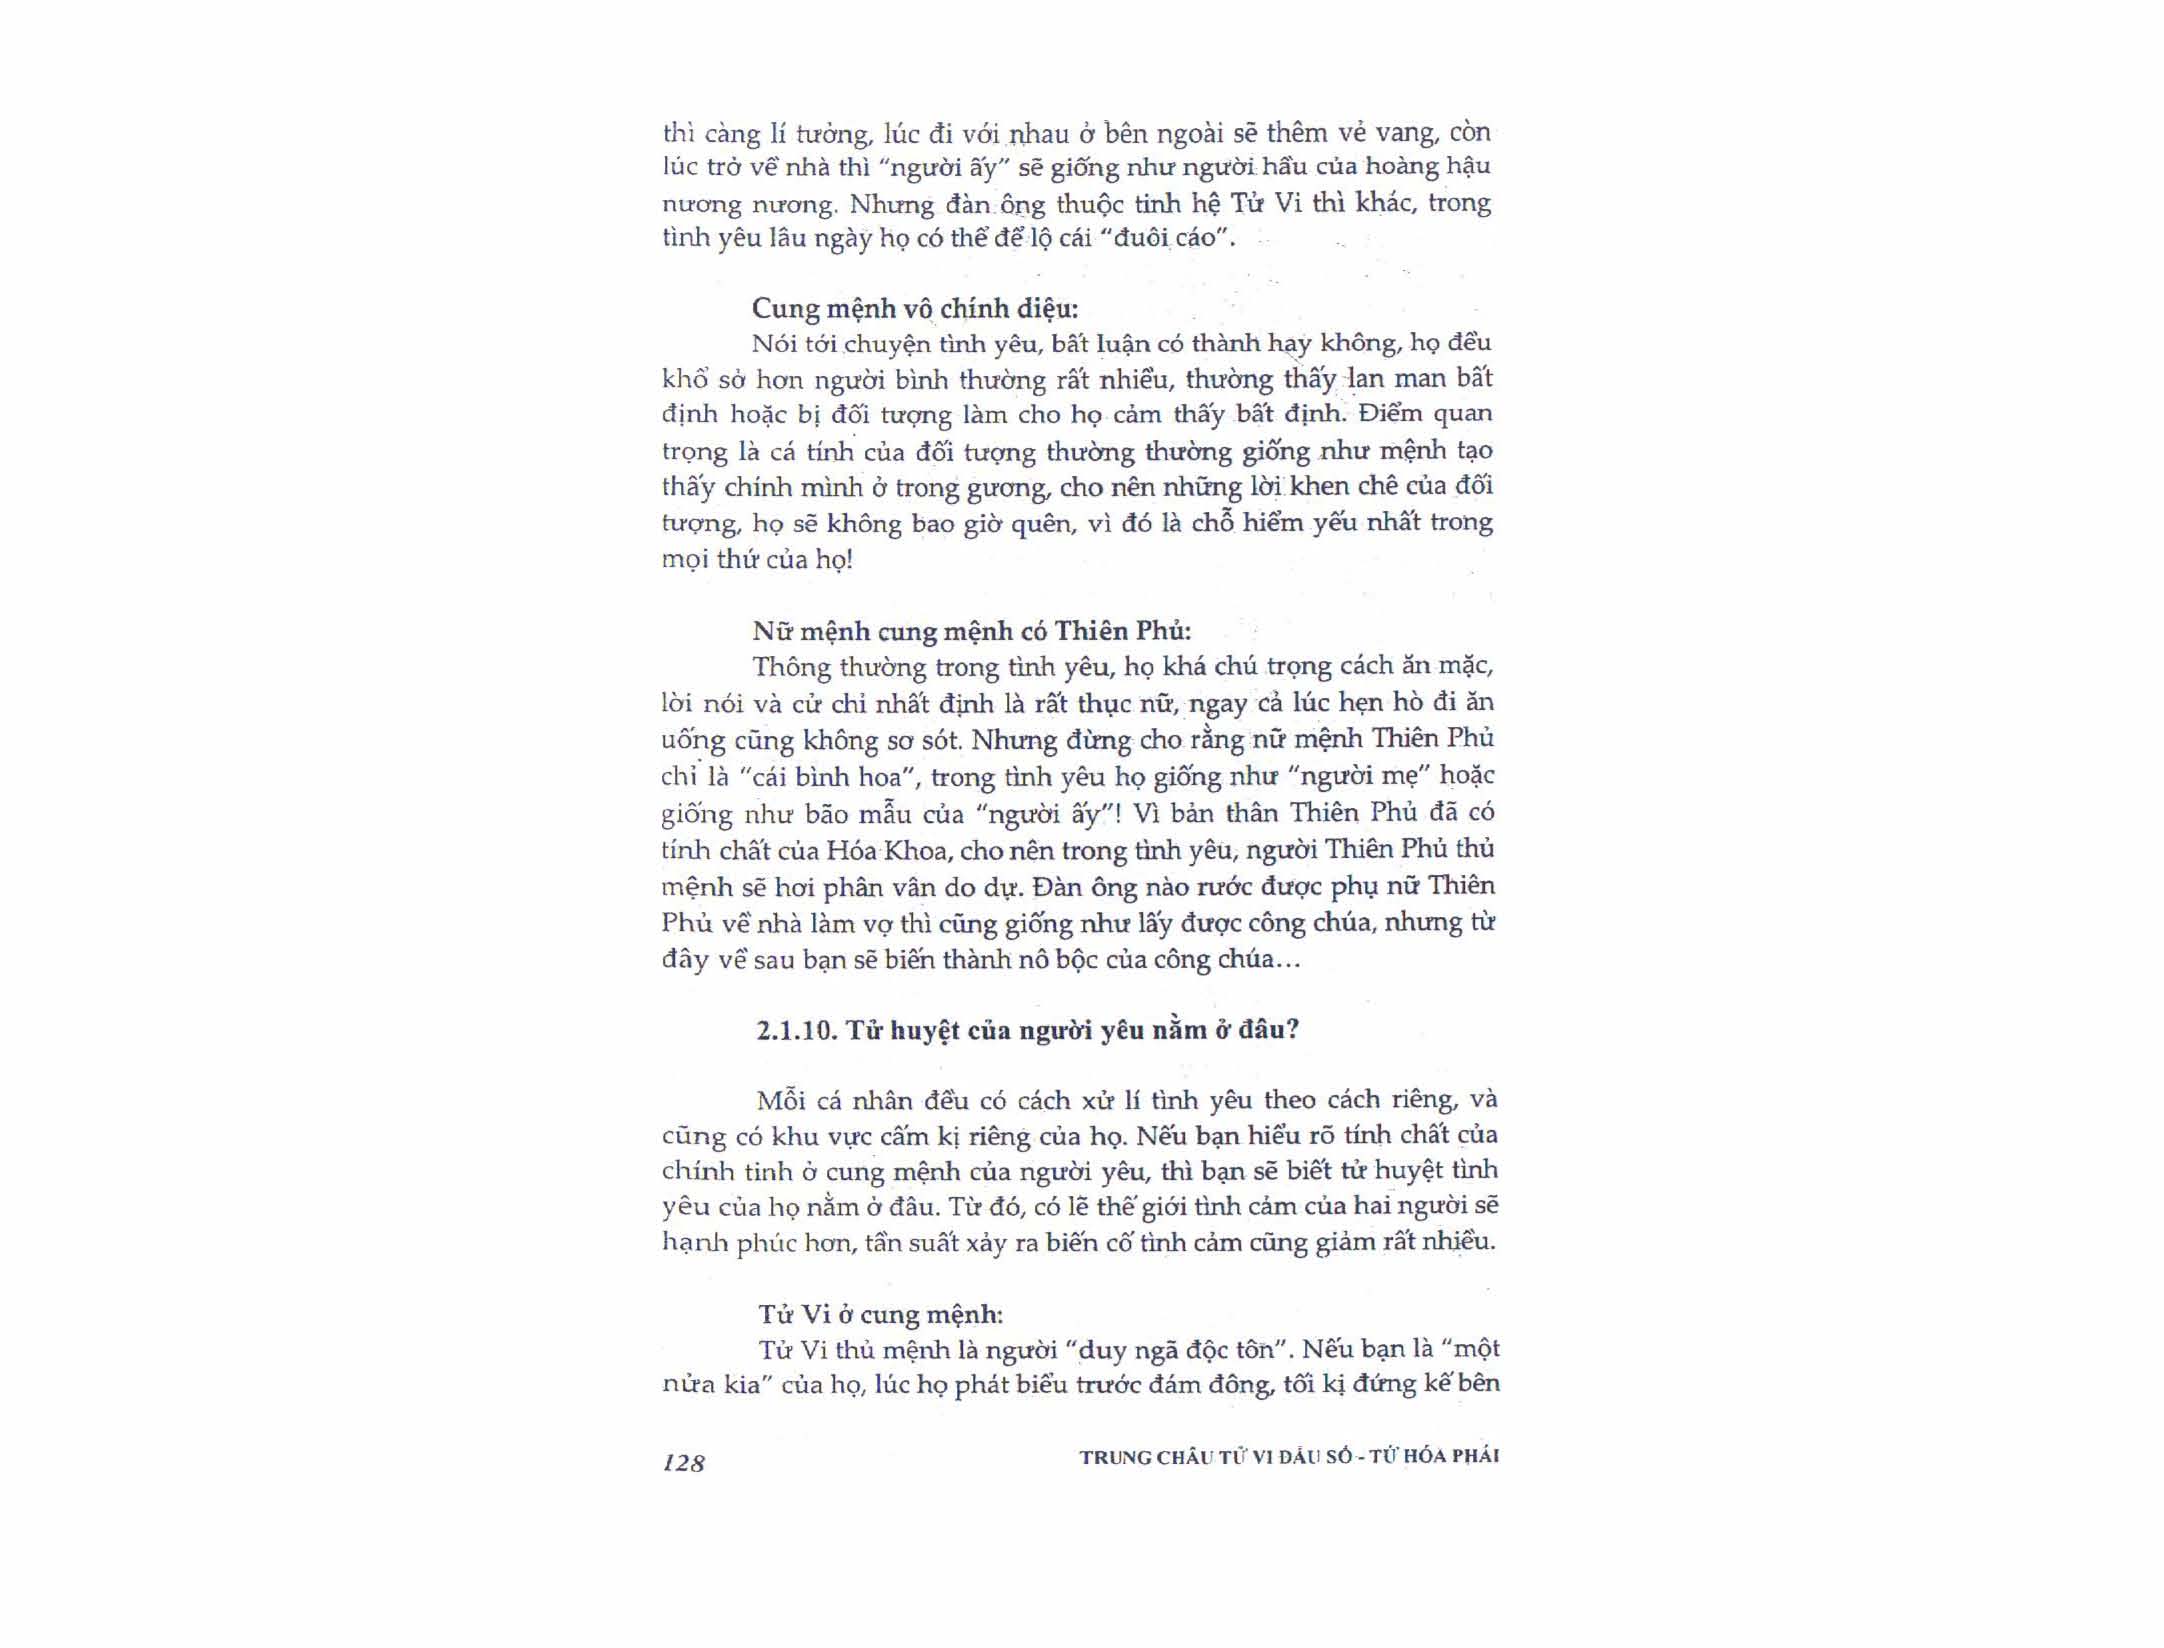 thì càng lí tưởng, lúc đi với nhau ở bên ngoài sẽ thêm vẻ vang, còn
lúc trở về nhà thì “người ấy” sẽ giống như người hầu của hoàng hậu
nương nương. Nhưng đàn ông thuộc tinh hệ Tử Vi thì khác, trong
tình yêu lâu ngày họ có thể để lộ cái “đuôi cáo”.
Cung mệnh vô chính diệu:
Nói tới chuyện tình yêu, bất luận có thành hay không, họ đều
khổ sở hơn người bình thường rất nhiều, thường thấy lan man bất
định hoặc bị đối tượng làm cho họ cảm thấy bất định. Điểm quan
trọng là cá tính của đối tượng thường thường giống như mệnh tạo
thấy chính mình ở trong gương, cho nên những lời khen chê của đối
tượng, họ sẽ không bao giờ quên, vì đó là chỗ hiểm yếu nhất trong
mọi thứ của họ!
Nữ mệnh cung mệnh có Thiên Phủ:
Thông thường trong tình yêu, họ khá chú trọng cách ăn mặc,
lời nói và cử chỉ nhất định là rất thục nữ, ngay cả lúc hẹn hò đi ăn
uống cũng không sơ sót. Nhưng đừng cho rằng nữ mệnh Thiên Phủ
chỉ là “cái bình hoa”, trong tình yêu họ giống như “người mẹ” hoặc
giống như bão mẫu của “người ấy”! Vì bản thân Thiên Phủ đã có
tính chất của Hóa Khoa, cho nên trong tình yêu, người Thiên Phủ thủ
mệnh sẽ hơi phân vân do dự. Đàn ông nào rước được phụ nữ Thiên
Phủ về nhà làm vợ thì cũng giống như lấy được công chúa, nhưng từ
đây về sau bạn sẽ biến thành nô bộc của công chúa...
2.1.10. Tử huyệt của người yêu nằm ở đâu?
Mỗi cá nhân đều có cách xử lí tình yêu theo cách riêng, và
cũng có khu vực cấm kị riêng của họ. Nếu bạn hiểu rõ tính chất của
chính tinh ở cung mệnh của người yêu, thì bạn sẽ biết tử huyệt tình
yêu của họ nằm ở đâu. Từ đó, có lẽ thế giới tình cảm của hai người sẽ
hạnh phúc hơn, tần suất xảy ra biến cố tình cảm cũng giảm rất nhiều.
Tử Vi ở cung mệnh:
Tử Vi thủ mệnh là người “duy ngã độc tôn”. Nếu bạn là “một
nửa kia” của họ, lúc họ phát biểu trước đám đông, tối kị đứng kế bên
128 TRUNG CHÂU TỬ VI ĐẨU SỐ - TỨ HÓA PHÁI